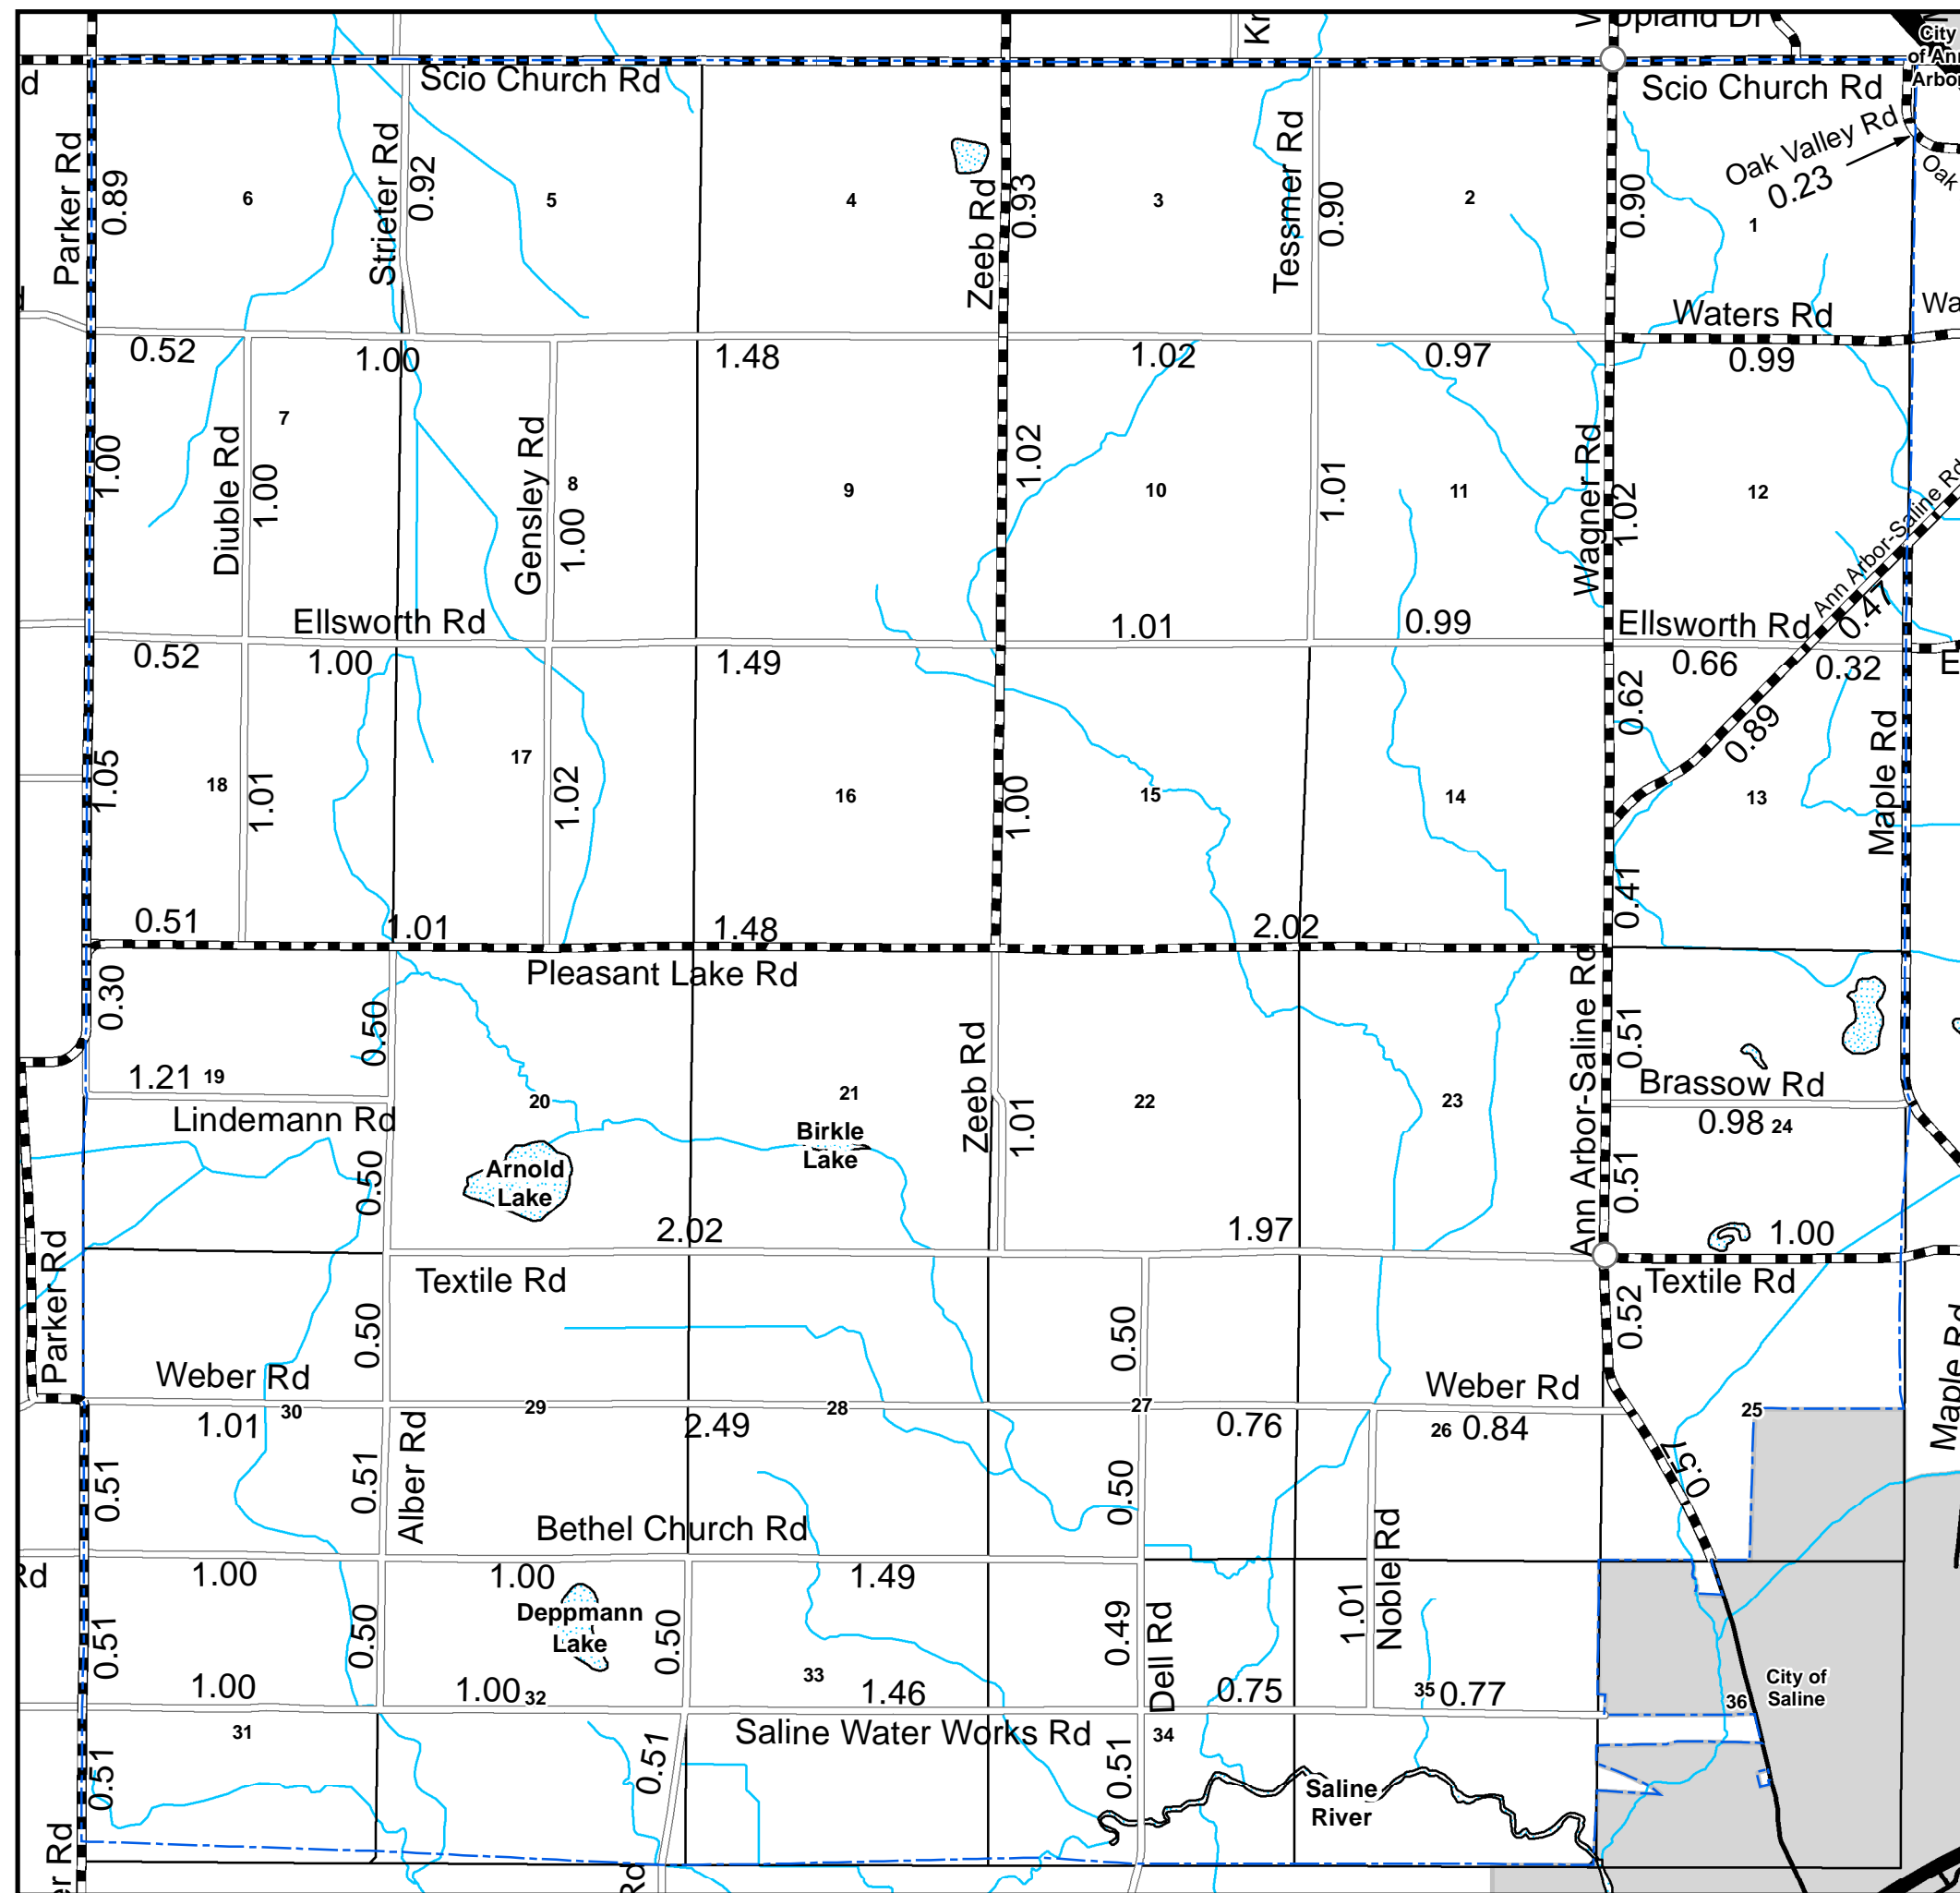 Upland Dr
City
of Ann
Arbor
Scio Church Rd
Scio Church Rd
d
Oak Valley Rd
0.23
Oak
Parker Rd
0.89
6
Strieter Rd
0.92
5
4
Zeeb Rd
0.93
3
Tessmer Rd
0.90
2
0.90
1
Waters Rd
Wa
0.52
1.00
1.48
1.02
0.97
0.99
1.00
Diuble Rd
1.00
7
Gensley Rd
1.00
8
9
1.02
10
1.01
11
Wagner Rd
1.02
12
Ann Arbor-Saline Rd
0.47
Ellsworth Rd
1.01
0.99
Ellsworth Rd
0.52
1.00
1.49
0.66
0.32
E
0.62
0.89
Maple Rd
1.05
18
1.01
17
1.02
16
1.00
15
14
13
0.41
0.51
1.01
1.48
2.02
Pleasant Lake Rd
0.30
0.50
Zeeb Rd
Ann Arbor-Saline Rd
0.51
1.21
19
Lindemann Rd
20
21
1.01
22
23
Brassow Rd
0.98
24
Birkle
Lake
Arnold
Lake
0.50
0.51
2.02
1.97
1.00
Parker Rd
Textile Rd
Textile Rd
0.50
0.50
0.52
Maple Rd
Weber Rd
Weber Rd
1.01
30
29
28
2.49
27
0.76
26
0.84
25
0.57
0.51
0.51
Alber Rd
0.50
Noble Rd
Bethel Church Rd
Rd
1.00
1.00
1.49
Deppmann
Lake
0.51
0.50
0.50
0.49
Dell Rd
1.01
1.00
1.00
32
33
1.46
0.75
35
0.77
36
City of
Saline
31
Saline Water Works Rd
34
0.51
0.51
0.51
Saline
River
er Rd
Rd